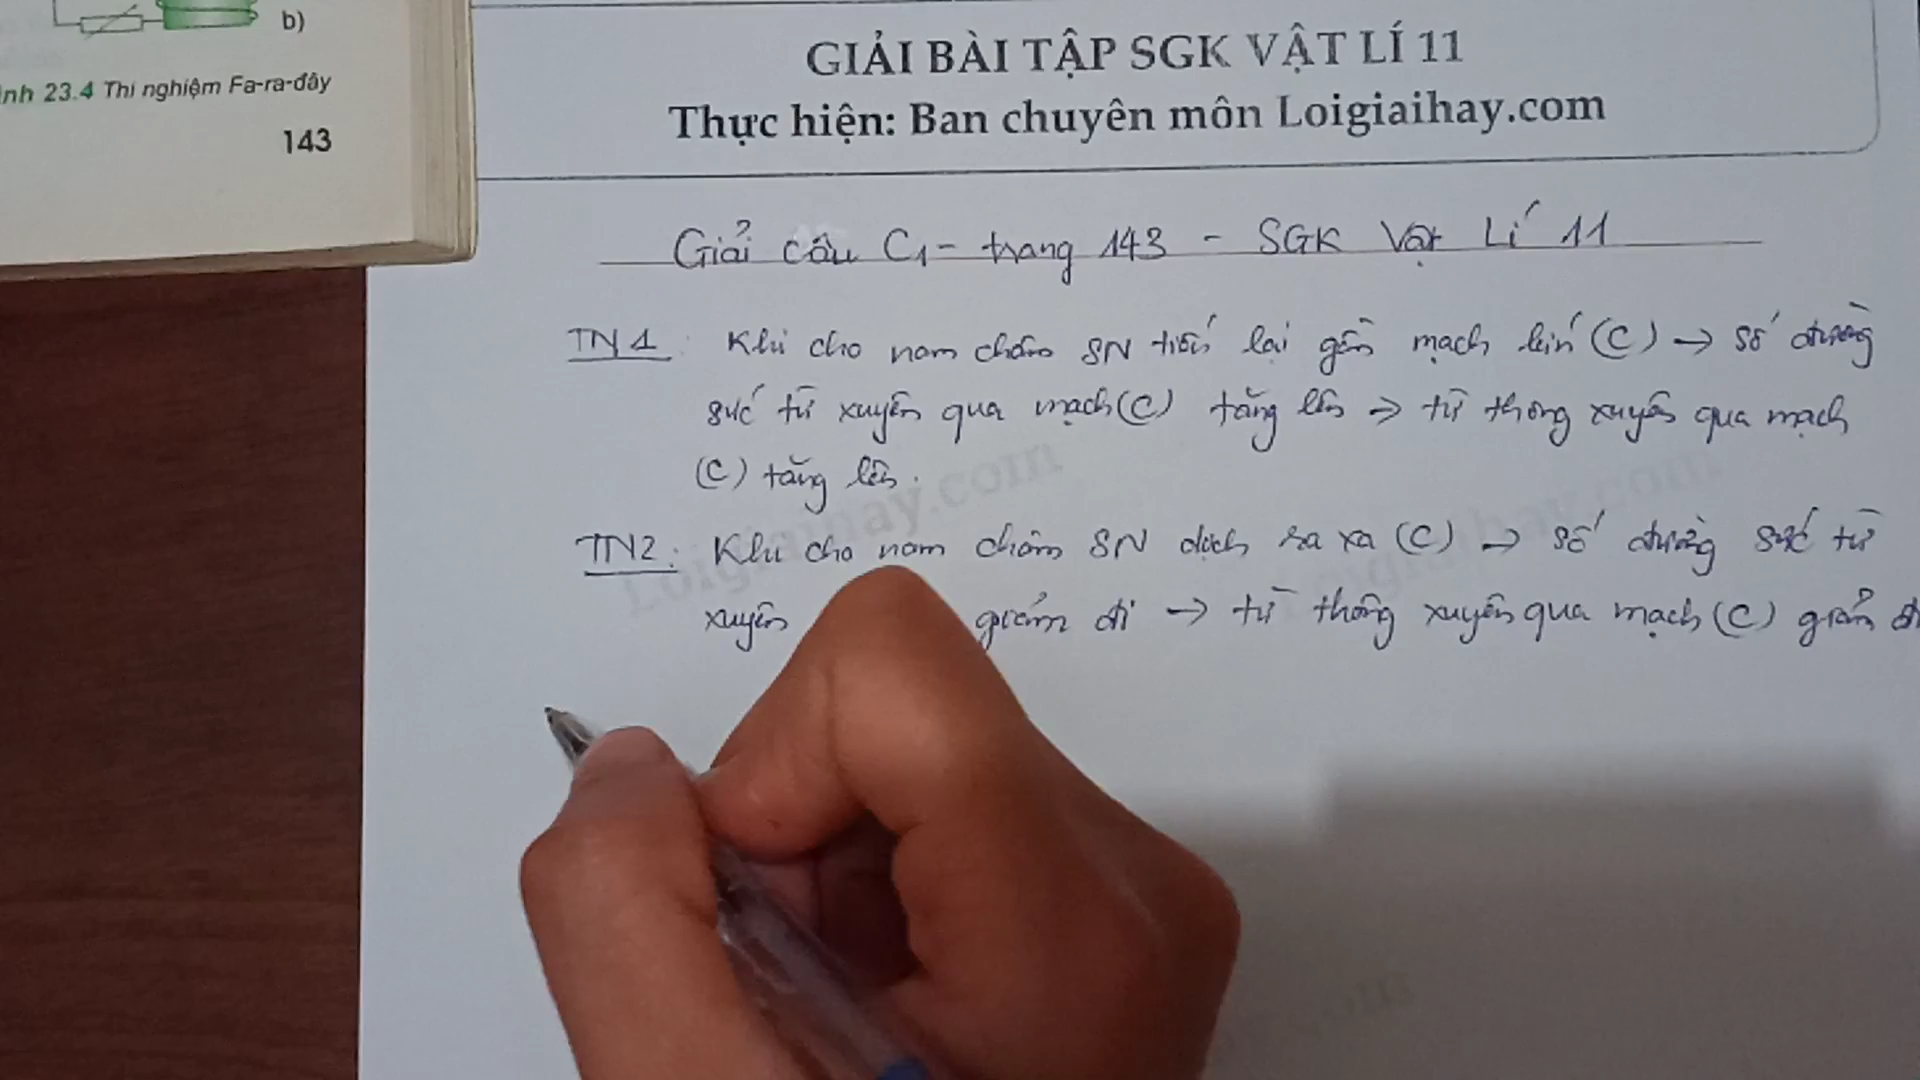 b)
ình 23.4 Thí nghiệm Fa-ra-đây
143
GIẢI BÀI TẬP SGK VẬT LÍ 11
Thực hiện: Ban chuyên môn Loigiaihay.com
Giải câu C1 - trang 143 - SGK Vật Lí 11
TN1: Khi cho nam châm SN tiến lại gần mạch kín (C) → số đường
sức từ xuyên qua mạch (C) tăng lên → từ thông xuyên qua mạch
(C) tăng lên.
TN2: Khi cho nam châm SN dịch ra xa (C) → số đường sức từ
xuyên giảm đi → từ thông xuyên qua mạch (C) giảm đi
Loigiaihay.com